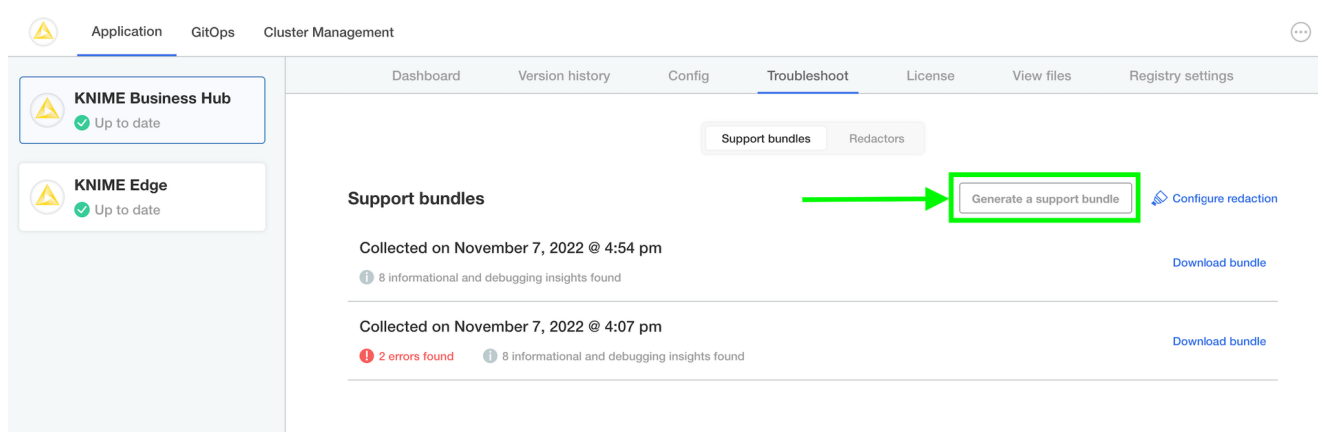 Application GitOps Cluster Management
KNIME Business Hub
Up to date
KNIME Edge
Up to date
Dashboard Version history Config Troubleshoot License View files Registry settings
Support bundles Redactors
Support bundles Generate a support bundle Configure redaction
Collected on November 7, 2022 @ 4:54 pm
8 informational and debugging insights found Download bundle
Collected on November 7, 2022 @ 4:07 pm
2 errors found 8 informational and debugging insights found Download bundle